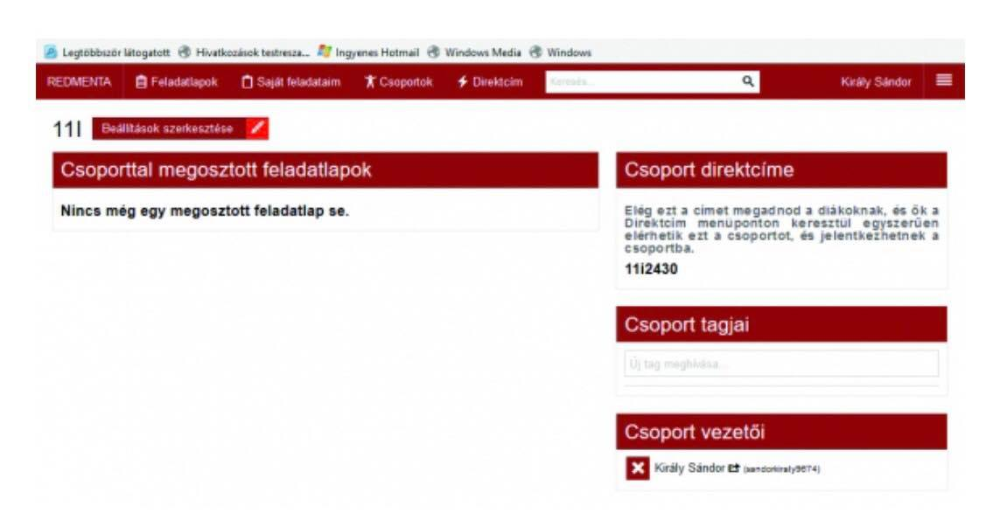 Legtöbbször látogatott Hivatkozások testresza... Ingyenes Hotmail Windows Media Windows
REDMENTA Feladatlapok Saját feladataim Csoportok Direktcím Keresés... Király Sándor
11I Beállítások szerkesztése
Csoporttal megosztott feladatlapok
Nincs még egy megosztott feladatlap se.
Csoport direktcíme
Elég ezt a címet megadnod a diákoknak, és ők a
Direktcím menüponton keresztül egyszerűen
elérhetik ezt a csoportot, és jelentkezhetnek a
csoportba.
11i2430
Csoport tagjai
Új tag meghívása...
Csoport vezetői
Király Sándor (sandorkiraly9674)